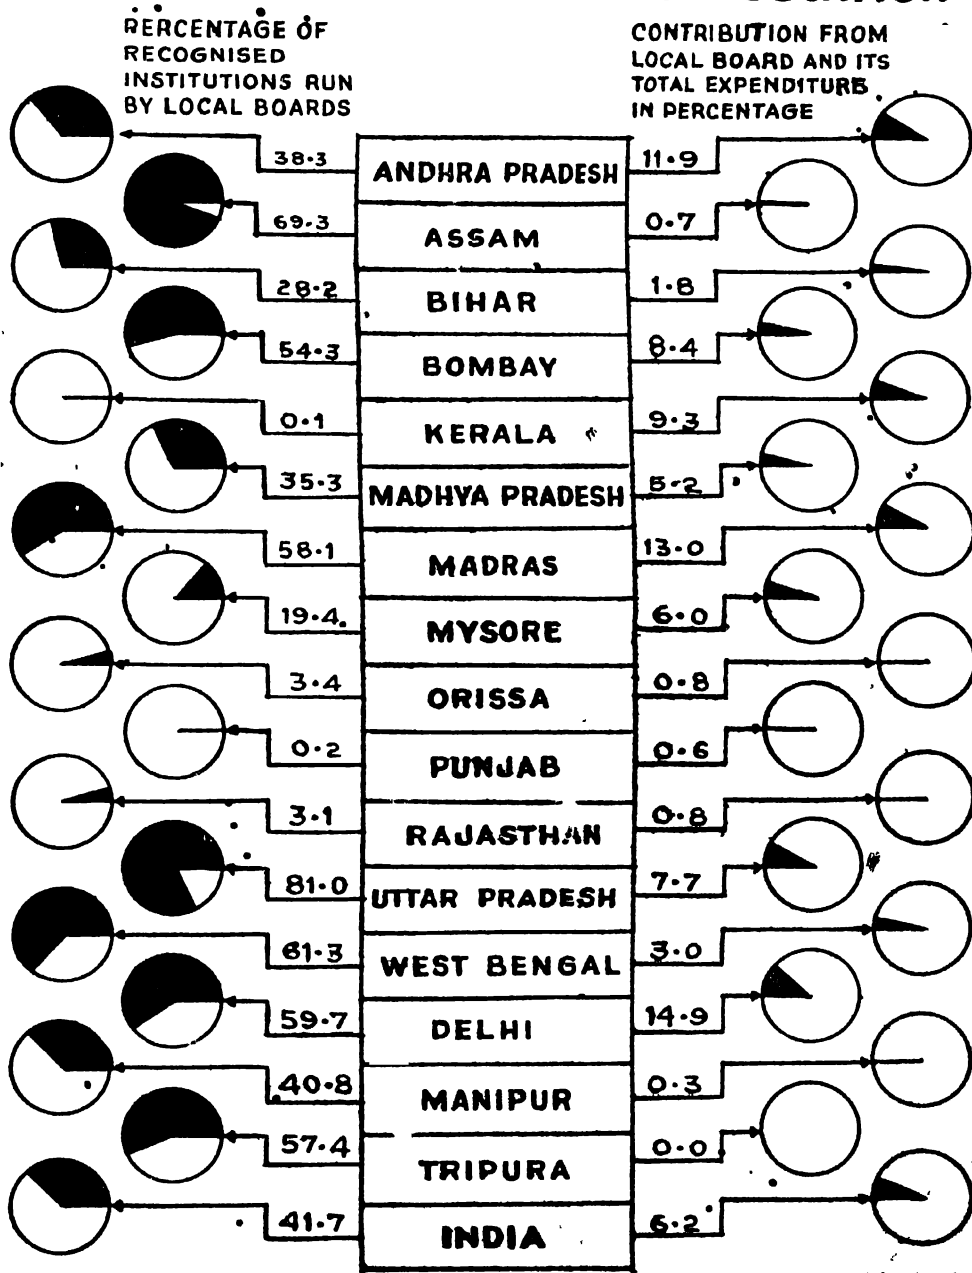 PERCENTAGE OF
RECOGNISED
INSTITUTIONS RUN
BY LOCAL BOARDS
CONTRIBUTION FROM
LOCAL BOARD AND ITS
TOTAL EXPENDITURE
IN PERCENTAGE
38.3 ANDHRA PRADESH 11.9
69.3 ASSAM 0.7
28.2 BIHAR 1.8
54.3 BOMBAY 8.4
0.1 KERALA 9.3
35.3 MADHYA PRADESH 5.2
58.1 MADRAS 13.0
19.4 MYSORE 6.0
3.4 ORISSA 0.8
0.2 PUNJAB 0.6
3.1 RAJASTHAN 0.8
81.0 UTTAR PRADESH 7.7
61.3 WEST BENGAL 3.0
59.7 DELHI 14.9
40.8 MANIPUR 0.3
57.4 TRIPURA 0.0
41.7 INDIA 6.2